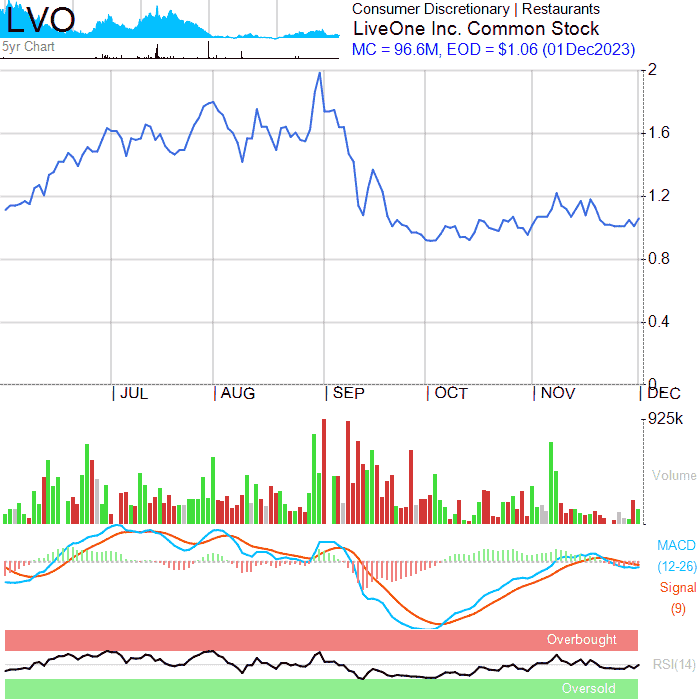 LVO
5yr Chart
Consumer Discretionary | Restaurants
LiveOne Inc. Common Stock
MC = 96.6M, EOD = $1.06 (01Dec2023)
2
1.6
1.2
0.8
0.4
0
JUL AUG SEP OCT NOV DEC
925k
Volume
MACD
(12-26)
Signal
(9)
Overbought
RSI(14)
Oversold